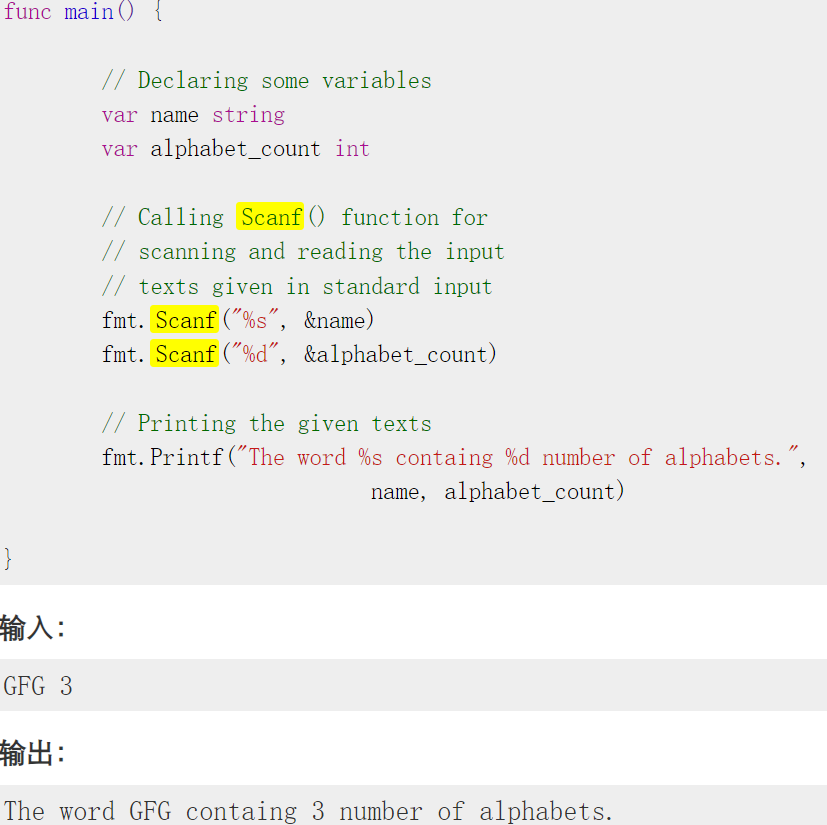 func main() {
// Declaring some variables
var name string
var alphabet_count int
// Calling Scanf() function for
// scanning and reading the input
// texts given in standard input
fmt.Scanf("%s", &name)
fmt.Scanf("%d", &alphabet_count)
// Printing the given texts
fmt.Printf("The word %s containg %d number of alphabets.",
name, alphabet_count)
}
输入：
GFG 3
输出：
The word GFG containg 3 number of alphabets.